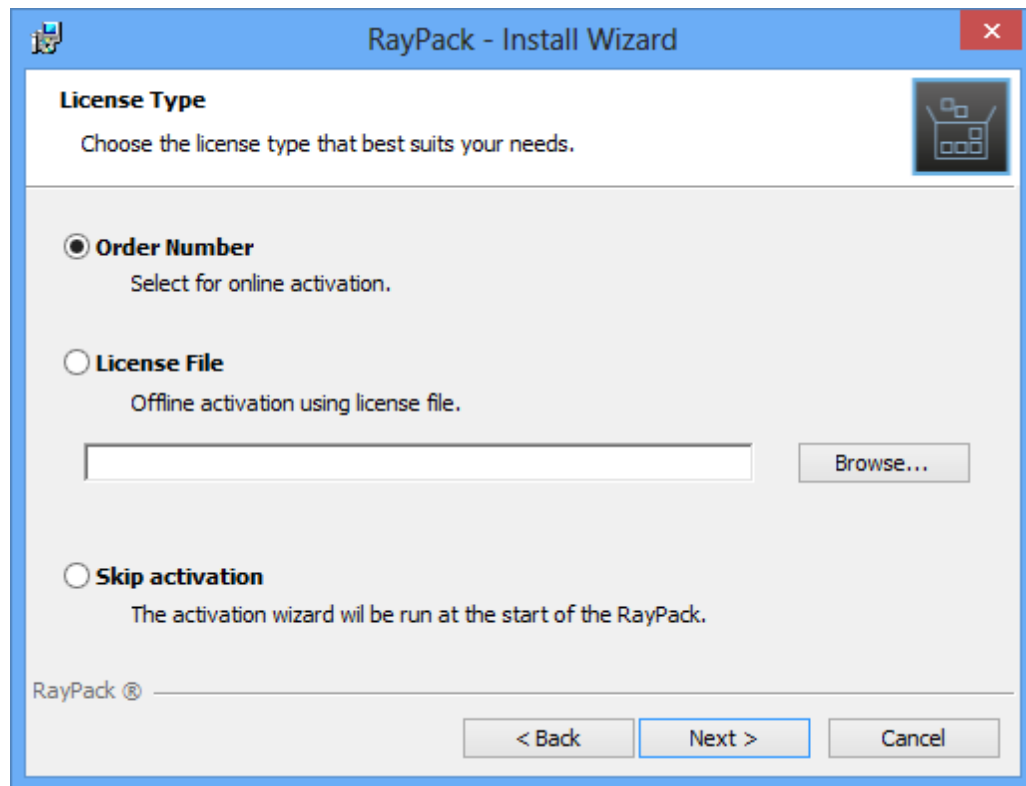 RayPack - Install Wizard
License Type
Choose the license type that best suits your needs.
Order Number
Select for online activation.
License File
Offline activation using license file.
Browse...
Skip activation
The activation wizard wil be run at the start of the RayPack.
RayPack ®
< Back Next > Cancel